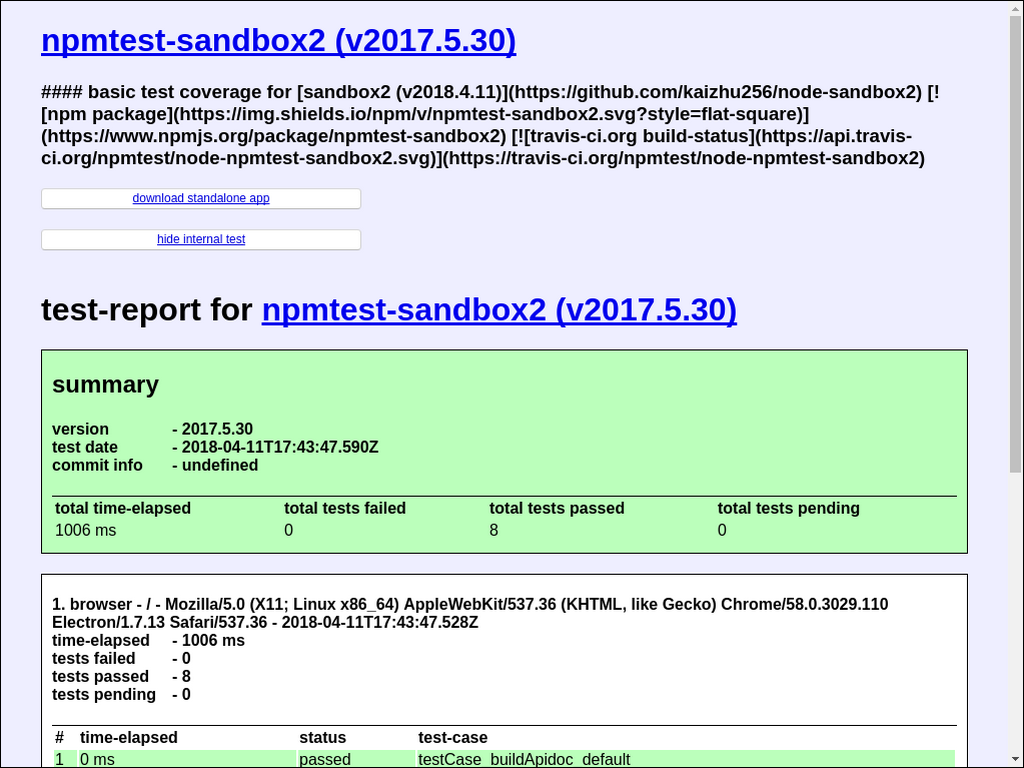 npmtest-sandbox2 (v2017.5.30)
#### basic test coverage for [sandbox2 (v2018.4.11)](https://github.com/kaizhu256/node-sandbox2) [!
[npm package](https://img.shields.io/npm/v/npmtest-sandbox2.svg?style=flat-square)]
(https://www.npmjs.org/package/npmtest-sandbox2) [![travis-ci.org build-status](https://api.travis-
ci.org/npmtest/node-npmtest-sandbox2.svg)](https://travis-ci.org/npmtest/node-npmtest-sandbox2)
download standalone app
hide internal test
test-report for npmtest-sandbox2 (v2017.5.30)
summary
version - 2017.5.30
test date - 2018-04-11T17:43:47.590Z
commit info - undefined
total time-elapsed total tests failed total tests passed total tests pending
1006 ms 0 8 0
1. browser - / - Mozilla/5.0 (X11; Linux x86_64) AppleWebKit/537.36 (KHTML, like Gecko) Chrome/58.0.3029.110
Electron/1.7.13 Safari/537.36 - 2018-04-11T17:43:47.528Z
time-elapsed - 1006 ms
tests failed - 0
tests passed - 8
tests pending - 0
# time-elapsed status test-case
1 0 ms passed testCase_buildApidoc_default